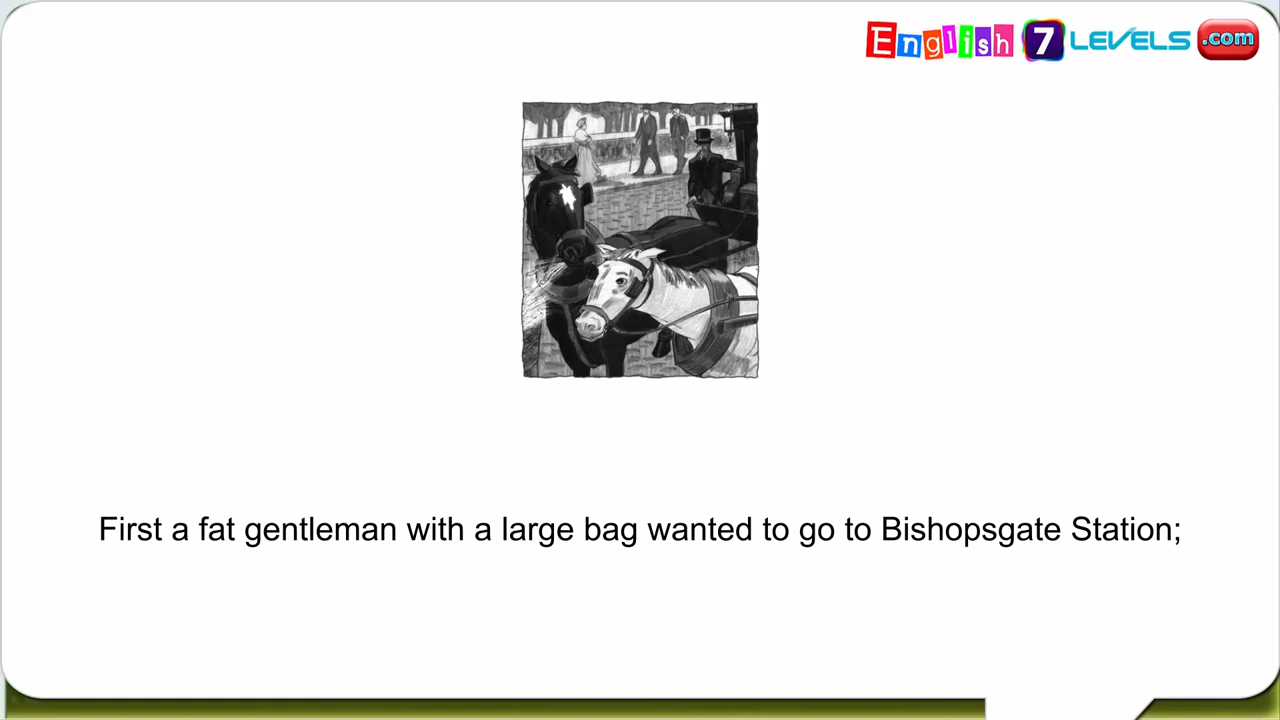 English 7 LEVELS .com
First a fat gentleman with a large bag wanted to go to Bishopsgate Station;